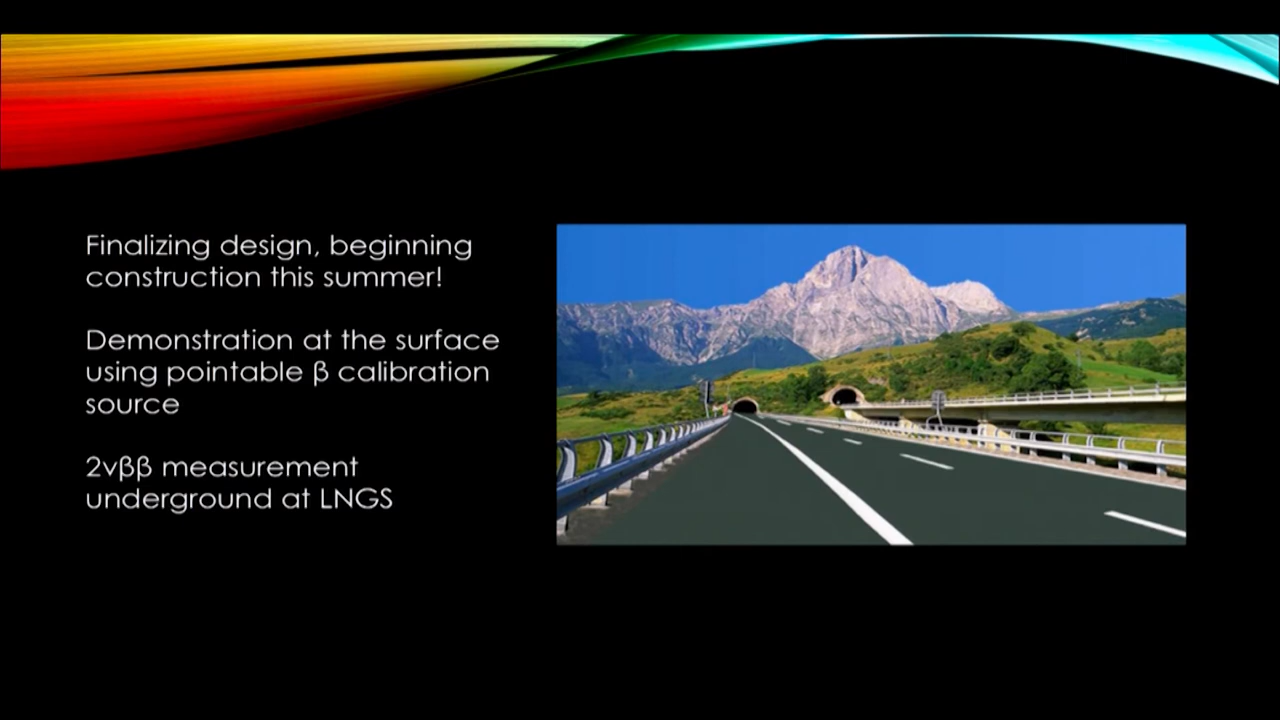 Finalizing design, beginning
construction this summer!
Demonstration at the surface
using pointable β calibration
source
2νββ measurement
underground at LNGS